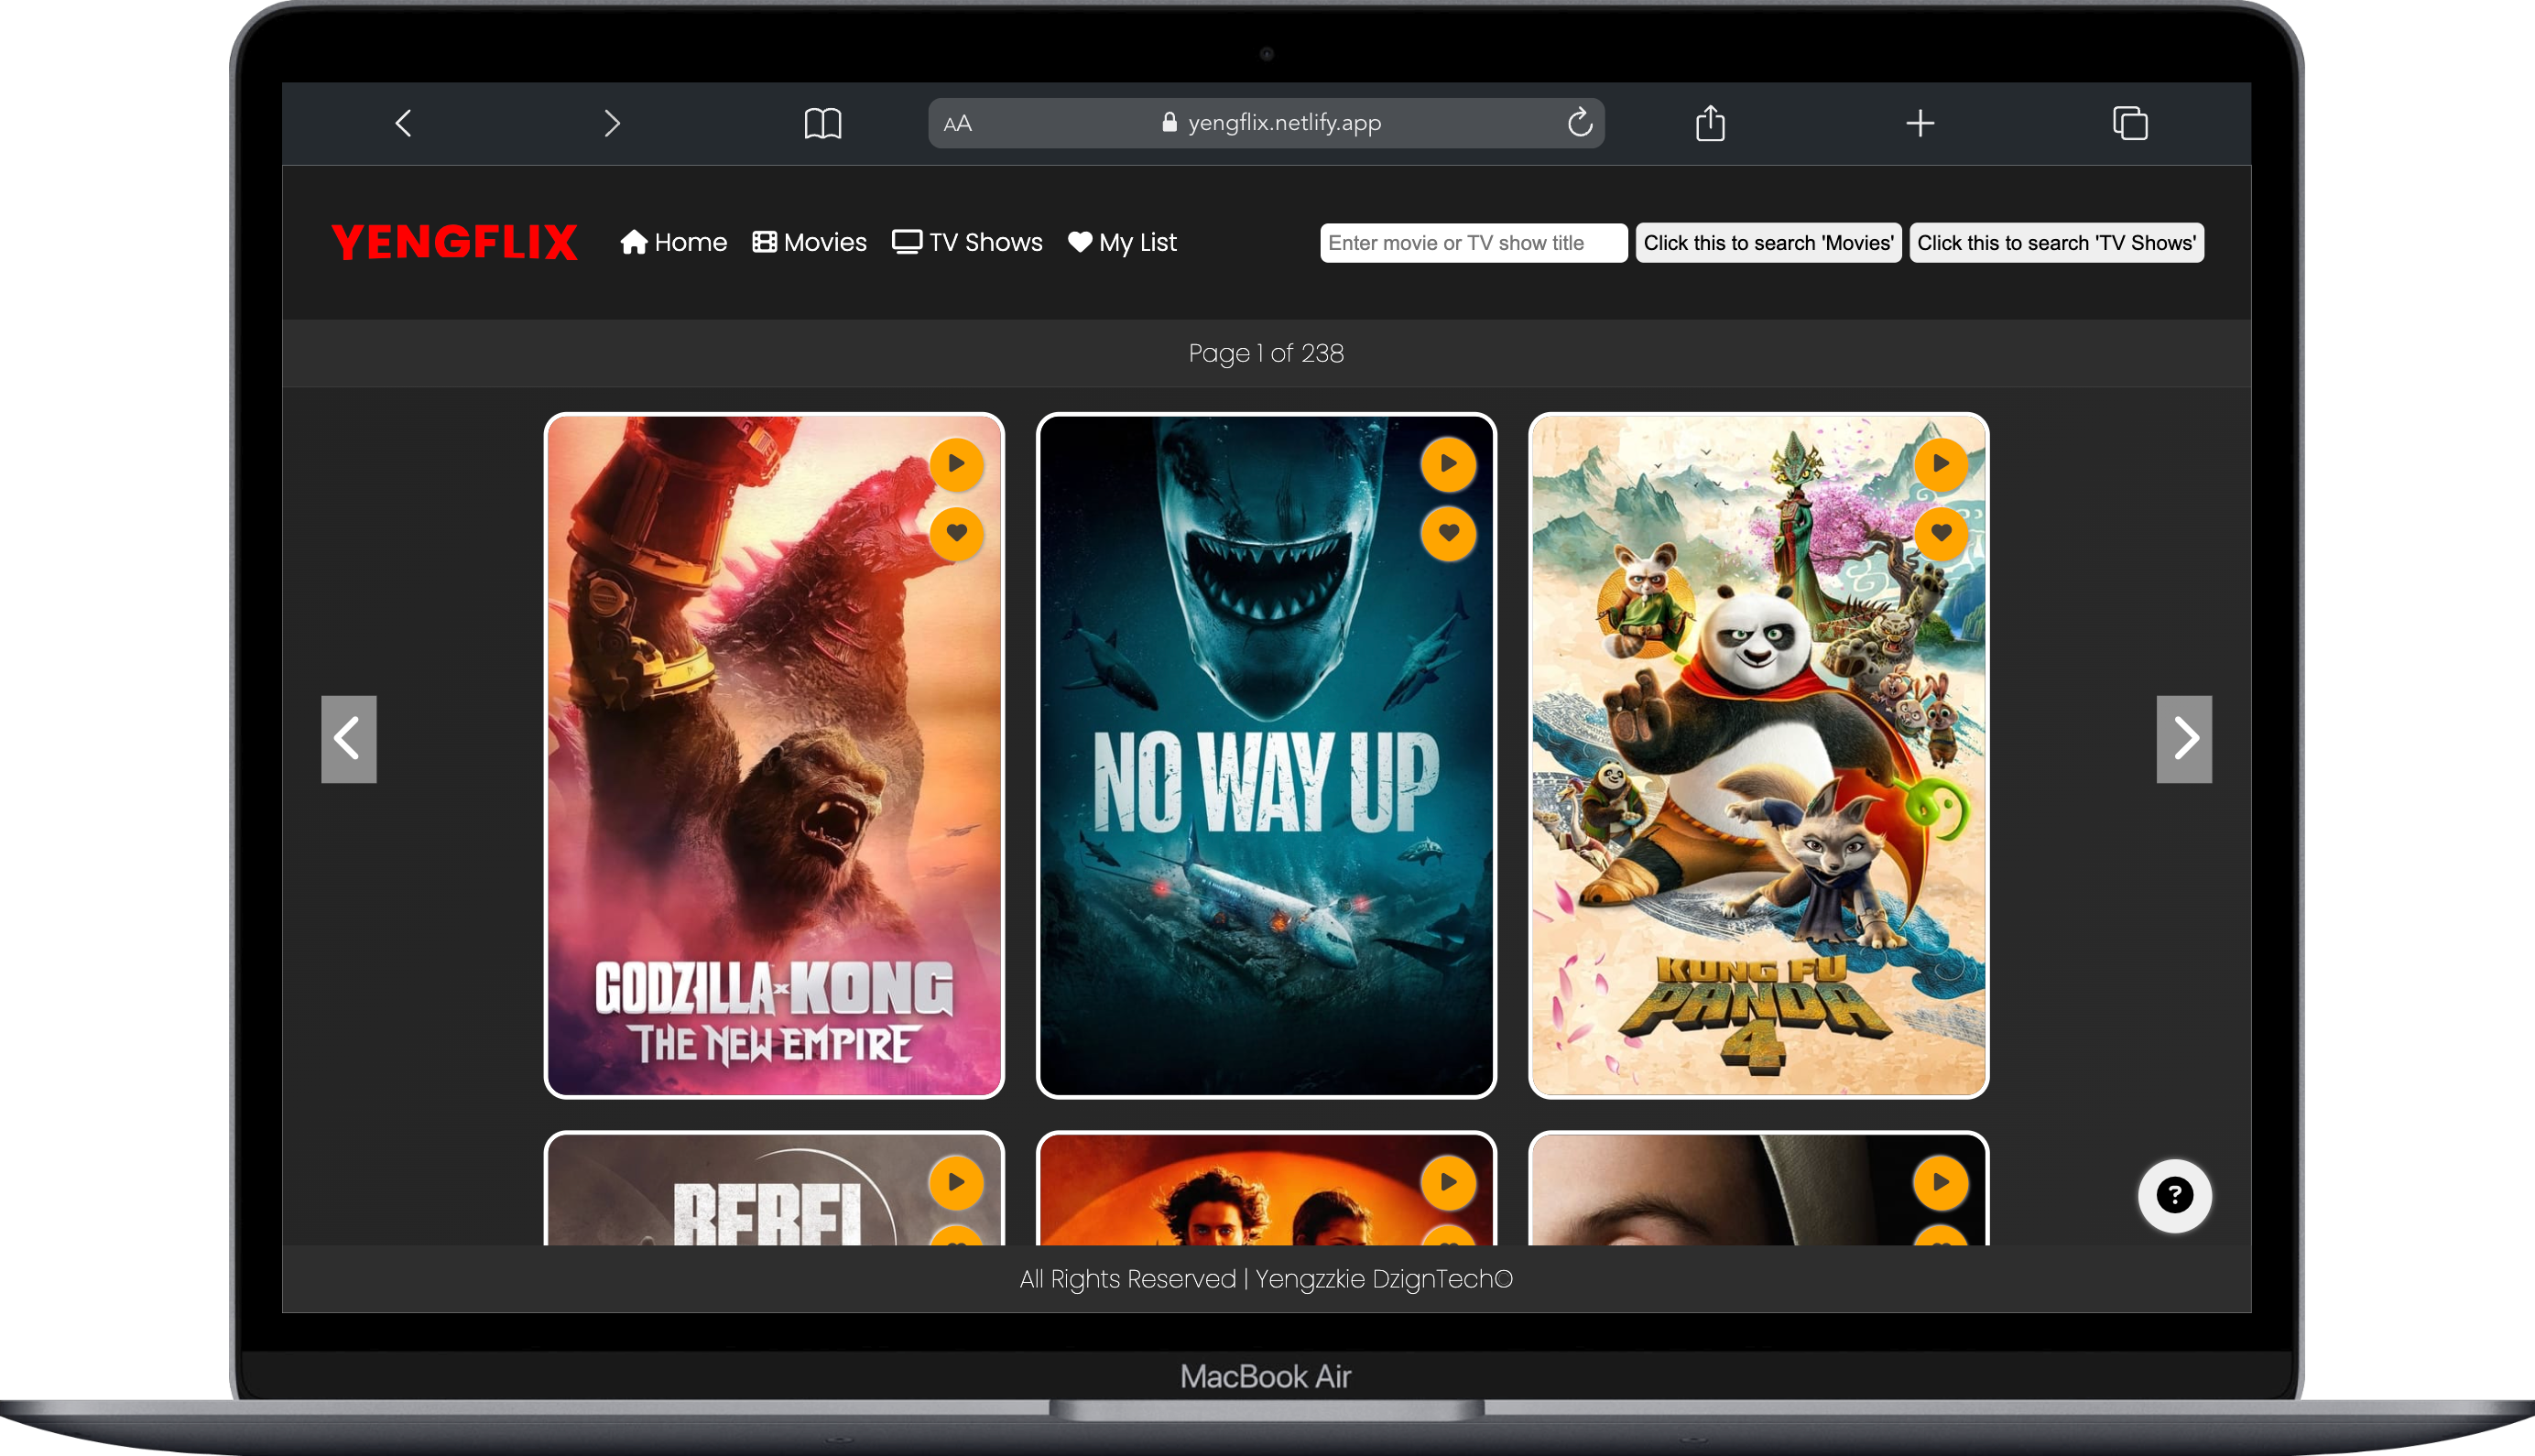 AA yengflix.netlify.app
YENGFLIX Home Movies TV Shows My List Enter movie or TV show title Click this to search 'Movies' Click this to search 'TV Shows'
Page 1 of 238
NO WAY UP
GODZILLA x KONG
THE NEW EMPIRE
KUNG FU
PANDA
4
REBEL
?
All Rights Reserved | Yengzzkie DzignTech©
MacBook Air